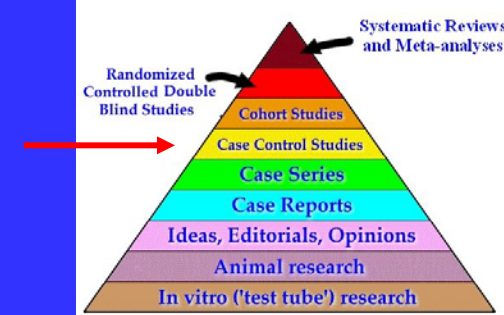 Systematic Reviews
and Meta-analyses
Randomized
Controlled Double
Blind Studies
Cohort Studies
Case Control Studies
Case Series
Case Reports
Ideas, Editorials, Opinions
Animal research
In vitro ('test tube') research